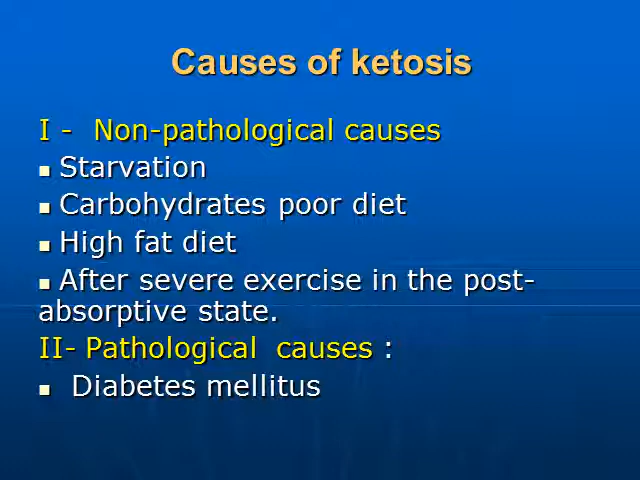 Causes of ketosis
I - Non-pathological causes
■ Starvation
■ Carbohydrates poor diet
■ High fat diet
■ After severe exercise in the post-
absorptive state.
II- Pathological causes :
■ Diabetes mellitus